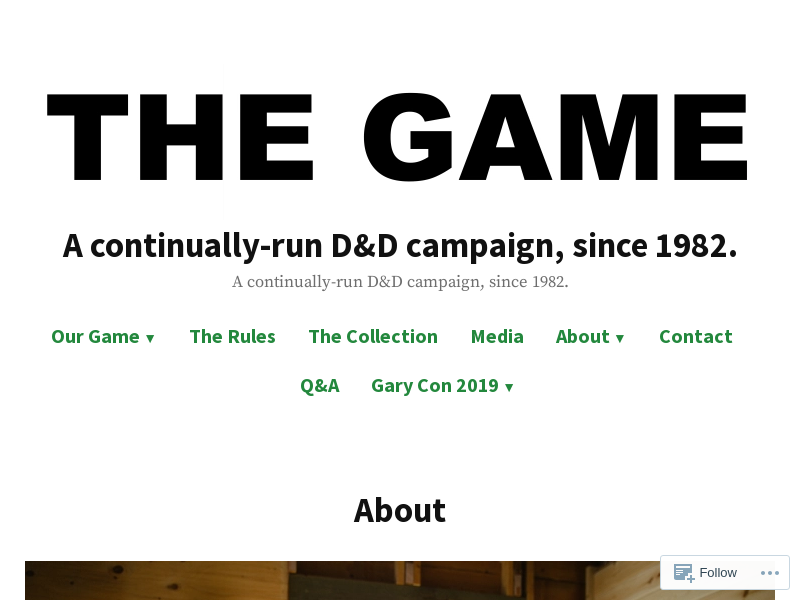 THE GAME
A continually-run D&D campaign, since 1982.
A continually-run D&D campaign, since 1982.
Our Game ▼ The Rules The Collection Media About ▼ Contact
Q&A Gary Con 2019 ▼
About
Follow